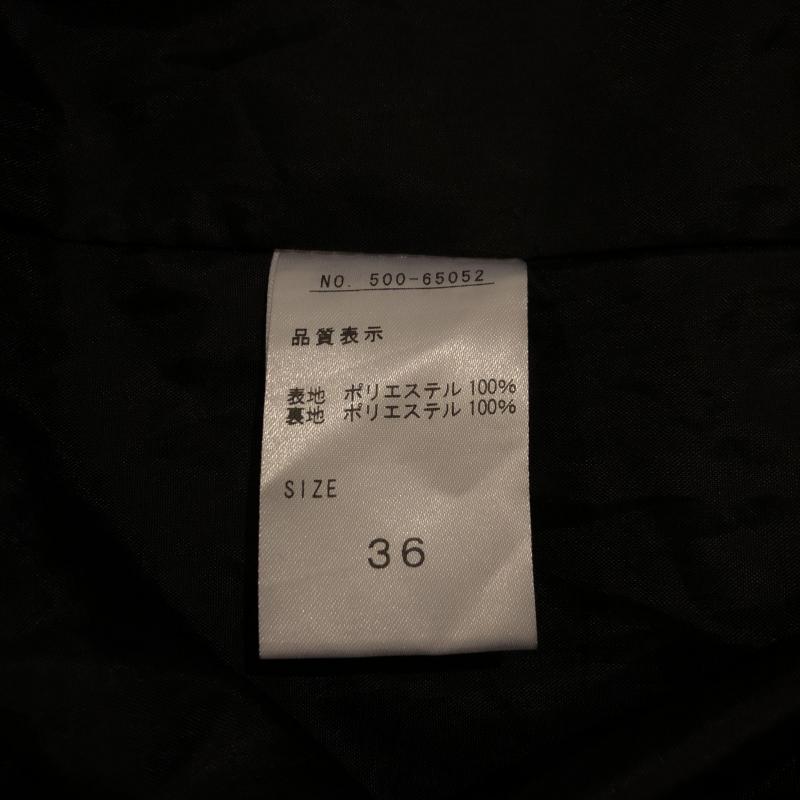 NO. 500-65052
品質表示
表地 ポリエステル 100%
裏地 ポリエステル 100%
SIZE
36